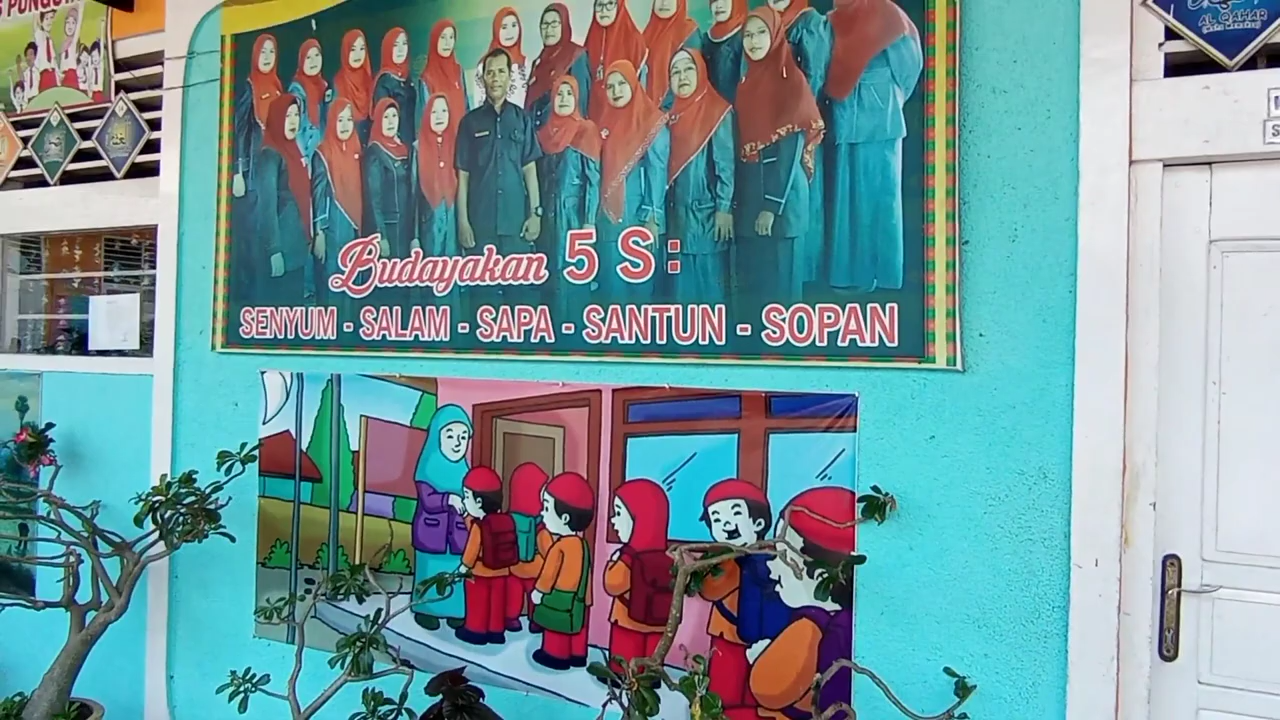 AL QAHAR
Budayakan 5 S :
SENYUM - SALAM - SAPA - SANTUN - SOPAN